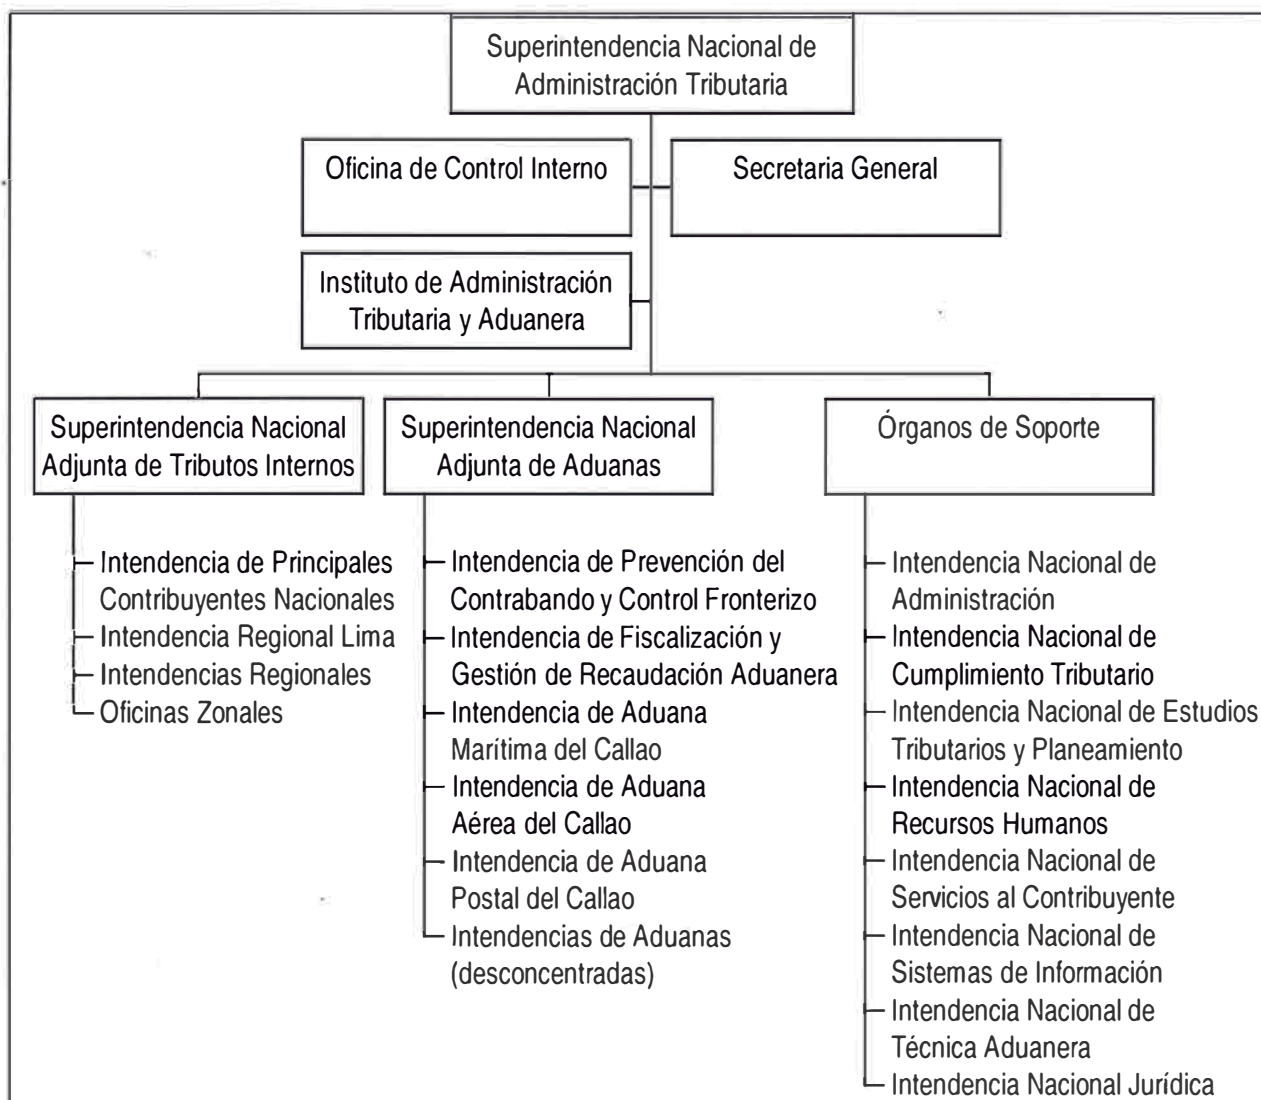 Superintendencia Nacional de
Administración Tributaria
Oficina de Control Interno
Secretaria General
Instituto de Administración
Tributaria y Aduanera
Superintendencia Nacional
Adjunta de Tributos Internos
Intendencia de Principales
Contribuyentes Nacionales
Intendencia Regional Lima
Intendencias Regionales
Oficinas Zonales
Superintendencia Nacional
Adjunta de Aduanas
Intendencia de Prevención del
Contrabando y Control Fronterizo
Intendencia de Fiscalización y
Gestión de Recaudación Aduanera
Intendencia de Aduana
Marítima del Callao
Intendencia de Aduana
Aérea del Callao
Intendencia de Aduana
Postal del Callao
Intendencias de Aduanas
(desconcentradas)
Órganos de Soporte
Intendencia Nacional de
Administración
Intendencia Nacional de
Cumplimiento Tributario
Intendencia Nacional de Estudios
Tributarios y Planeamiento
Intendencia Nacional de
Recursos Humanos
Intendencia Nacional de
Servicios al Contribuyente
Intendencia Nacional de
Sistemas de Información
Intendencia Nacional de
Técnica Aduanera
Intendencia Nacional Jurídica